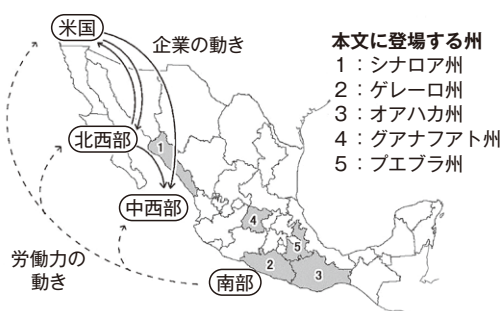 米国
企業の動き
北西部
中西部
労働力の
動き
南部
1
2
3
4
5
本文に登場する州
1：シナロア州
2：ゲレーロ州
3：オアハカ州
4：グアナフアト州
5：プエブラ州